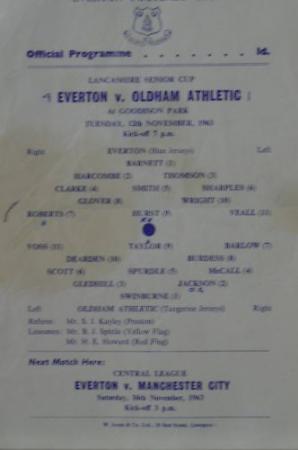 EVERTON FOOTBALL
Official Programme . . . . . . . 1d.
LANCASHIRE SENIOR CUP
EVERTON v. OLDHAM ATHLETIC
At GOODISON PARK
TUESDAY, 12th NOVEMBER, 1963
Kick-off 7 p.m.
Right EVERTON (Blue Jerseys) Left
BARNETT (1)
HARCOMBE (2) THOMSON (3)
CLARKE (4) SMITH (5) SHARPLES (6)
GLOVER (8) WRIGHT (10)
ROBERTS (7) HURST (9) VEALL (11)
VOSS (11) TAYLOR (9) BARLOW (7)
DEARDEN (10) BURDESS (8)
SCOTT (6) SPURDLE (5) McCALL (4)
GLEDHILL (3) JACKSON (2)
SWINBURNE (1)
Left OLDHAM ATHLETIC (Tangerine Jerseys) Right
Referee: Mr. S. J. Kayley (Preston)
Linesmen: Mr. B. J. Spittle (Yellow Flag)
Mr. H. E. Howard (Red Flag)
Next Match Here:
CENTRAL LEAGUE
EVERTON v. MANCHESTER CITY
Saturday, 16th November, 1963
Kick-off 3 p.m.